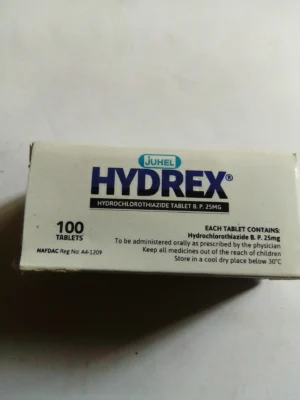 JUHEL
HYDREX®
HYDROCHLOROTHIAZIDE TABLET B. P. 25MG
100
TABLETS
NAFDAC Reg No: A4-1209
EACH TABLET CONTAINS:
Hydrochlorothiazide B. P. 25mg
To be administered orally as prescribed by the physician
Keep all medicines out of the reach of children
Store in a cool dry place below 30°C